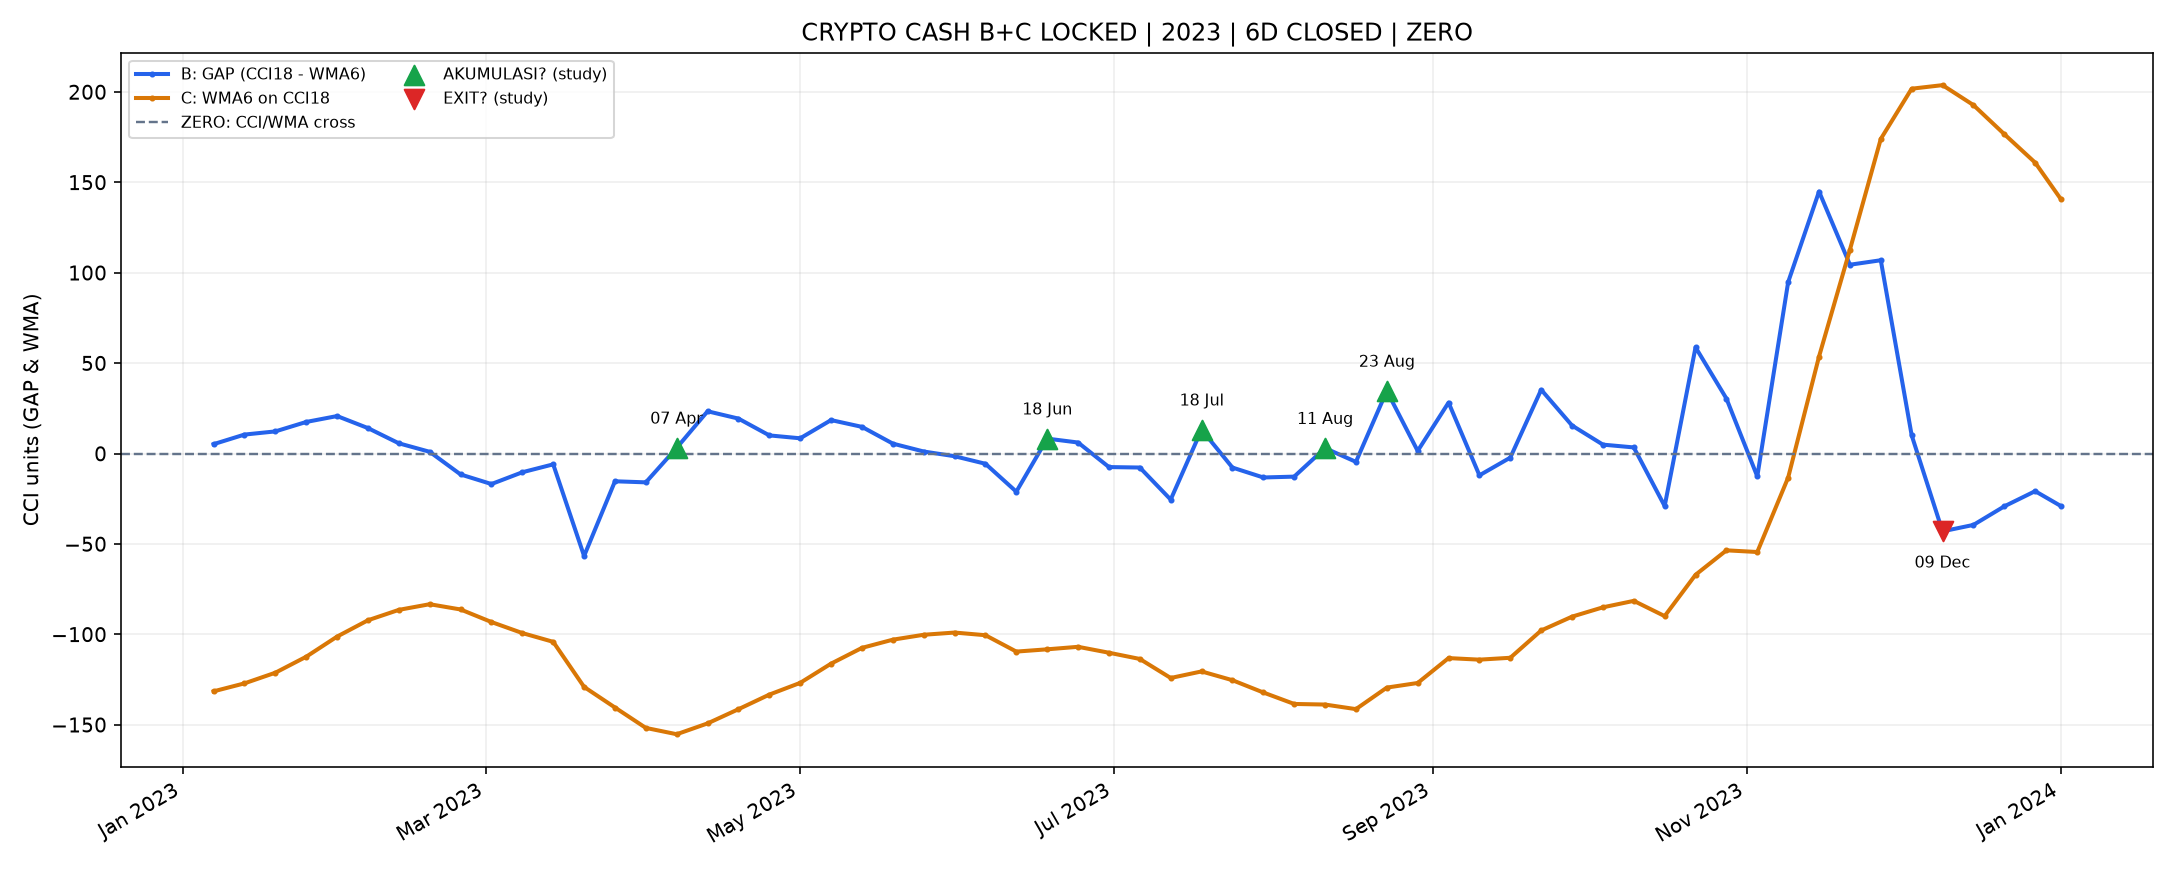 CRYPTO CASH B+C LOCKED | 2023 | 6D CLOSED | ZERO
B: GAP (CCI18 - WMA6)
C: WMA6 on CCI18
ZERO: CCI/WMA cross
AKUMULASI? (study)
EXIT? (study)
CCI units (GAP & WMA)
200
150
100
50
0
−50
−100
−150
07 Apr
18 Jun
18 Jul
11 Aug
23 Aug
09 Dec
Jan 2023
Mar 2023
May 2023
Jul 2023
Sep 2023
Nov 2023
Jan 2024